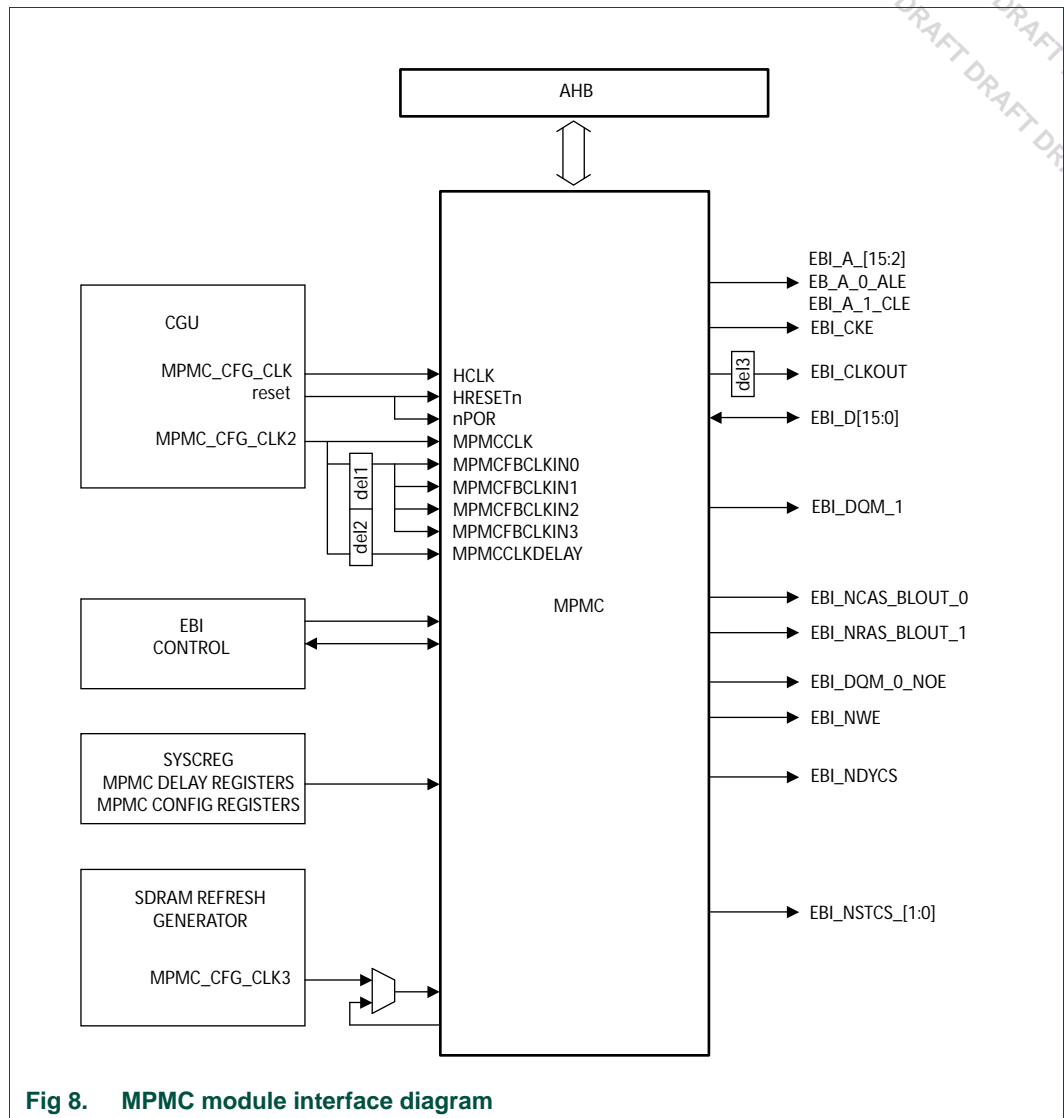 DRAFT DRAFT DRAFT DRA
DRAFT
AHB
CGU
MPMC_CFG_CLK
reset
MPMC_CFG_CLK2
del1
del2
HCLK
HRESETn
nPOR
MPMCCLK
MPMCFBCLKIN0
MPMCFBCLKIN1
MPMCFBCLKIN2
MPMCFBCLKIN3
MPMCCLKDELAY
MPMC
EBI
CONTROL
SYSCREG
MPMC DELAY REGISTERS
MPMC CONFIG REGISTERS
SDRAM REFRESH
GENERATOR
MPMC_CFG_CLK3
EBI_A_[15:2]
EB_A_0_ALE
EBI_A_1_CLE
EBI_CKE
del3
EBI_CLKOUT
EBI_D[15:0]
EBI_DQM_1
EBI_NCAS_BLOUT_0
EBI_NRAS_BLOUT_1
EBI_DQM_0_NOE
EBI_NWE
EBI_NDYCS
EBI_NSTCS_[1:0]
Fig 8. MPMC module interface diagram